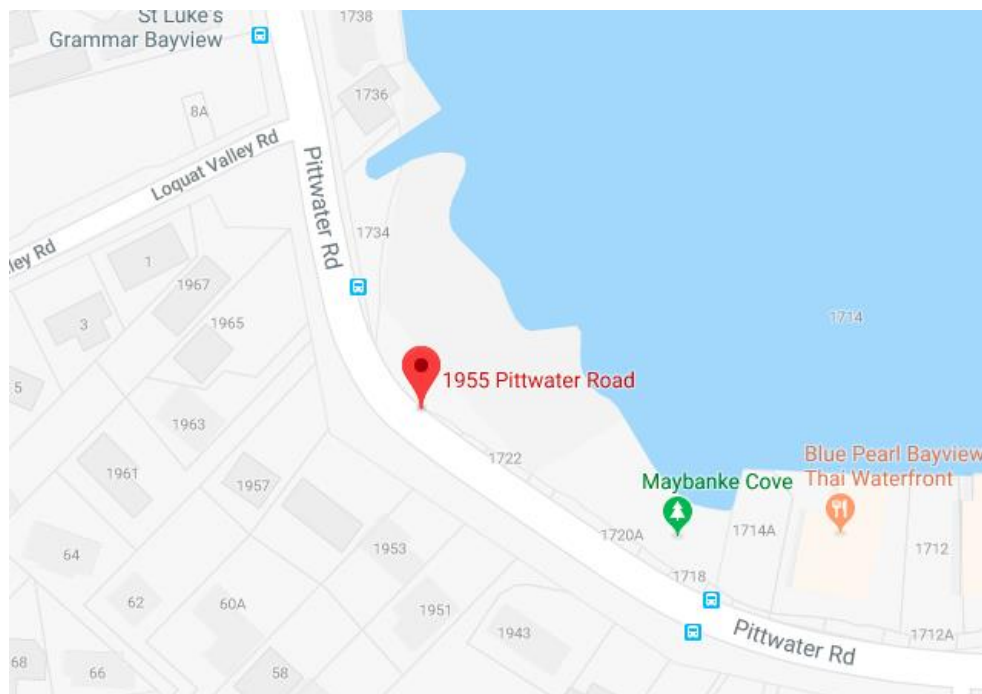 St Luke's
Grammar Bayview
1738
1736
8A
Loquat Valley Rd
Pittwater Rd
1734
ley Rd
1
1967
3
1965
1714
5
1955 Pittwater Road
1963
1961
1957
1722
Blue Pearl Bayview
Thai Waterfront
Maybanke Cove
64
1953
1720A
1714A
1712
62
60A
1951
1718
1943
Pittwater Rd
1712A
68
66
58